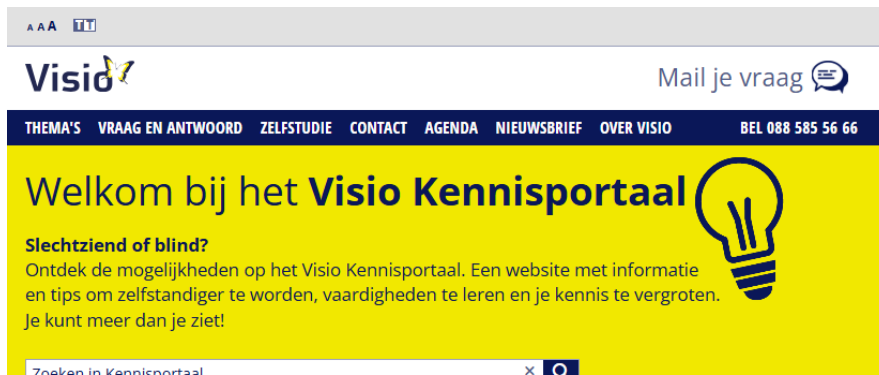 A A A TT
Visio
Mail je vraag
THEMA'S VRAAG EN ANTWOORD ZELFSTUDIE CONTACT AGENDA NIEUWSBRIEF OVER VISIO BEL 088 585 56 66
Welkom bij het Visio Kennisportaal
Slechtziend of blind?
Ontdek de mogelijkheden op het Visio Kennisportaal. Een website met informatie
en tips om zelfstandiger te worden, vaardigheden te leren en je kennis te vergroten.
Je kunt meer dan je ziet!
Zoeken in Kennisportaal